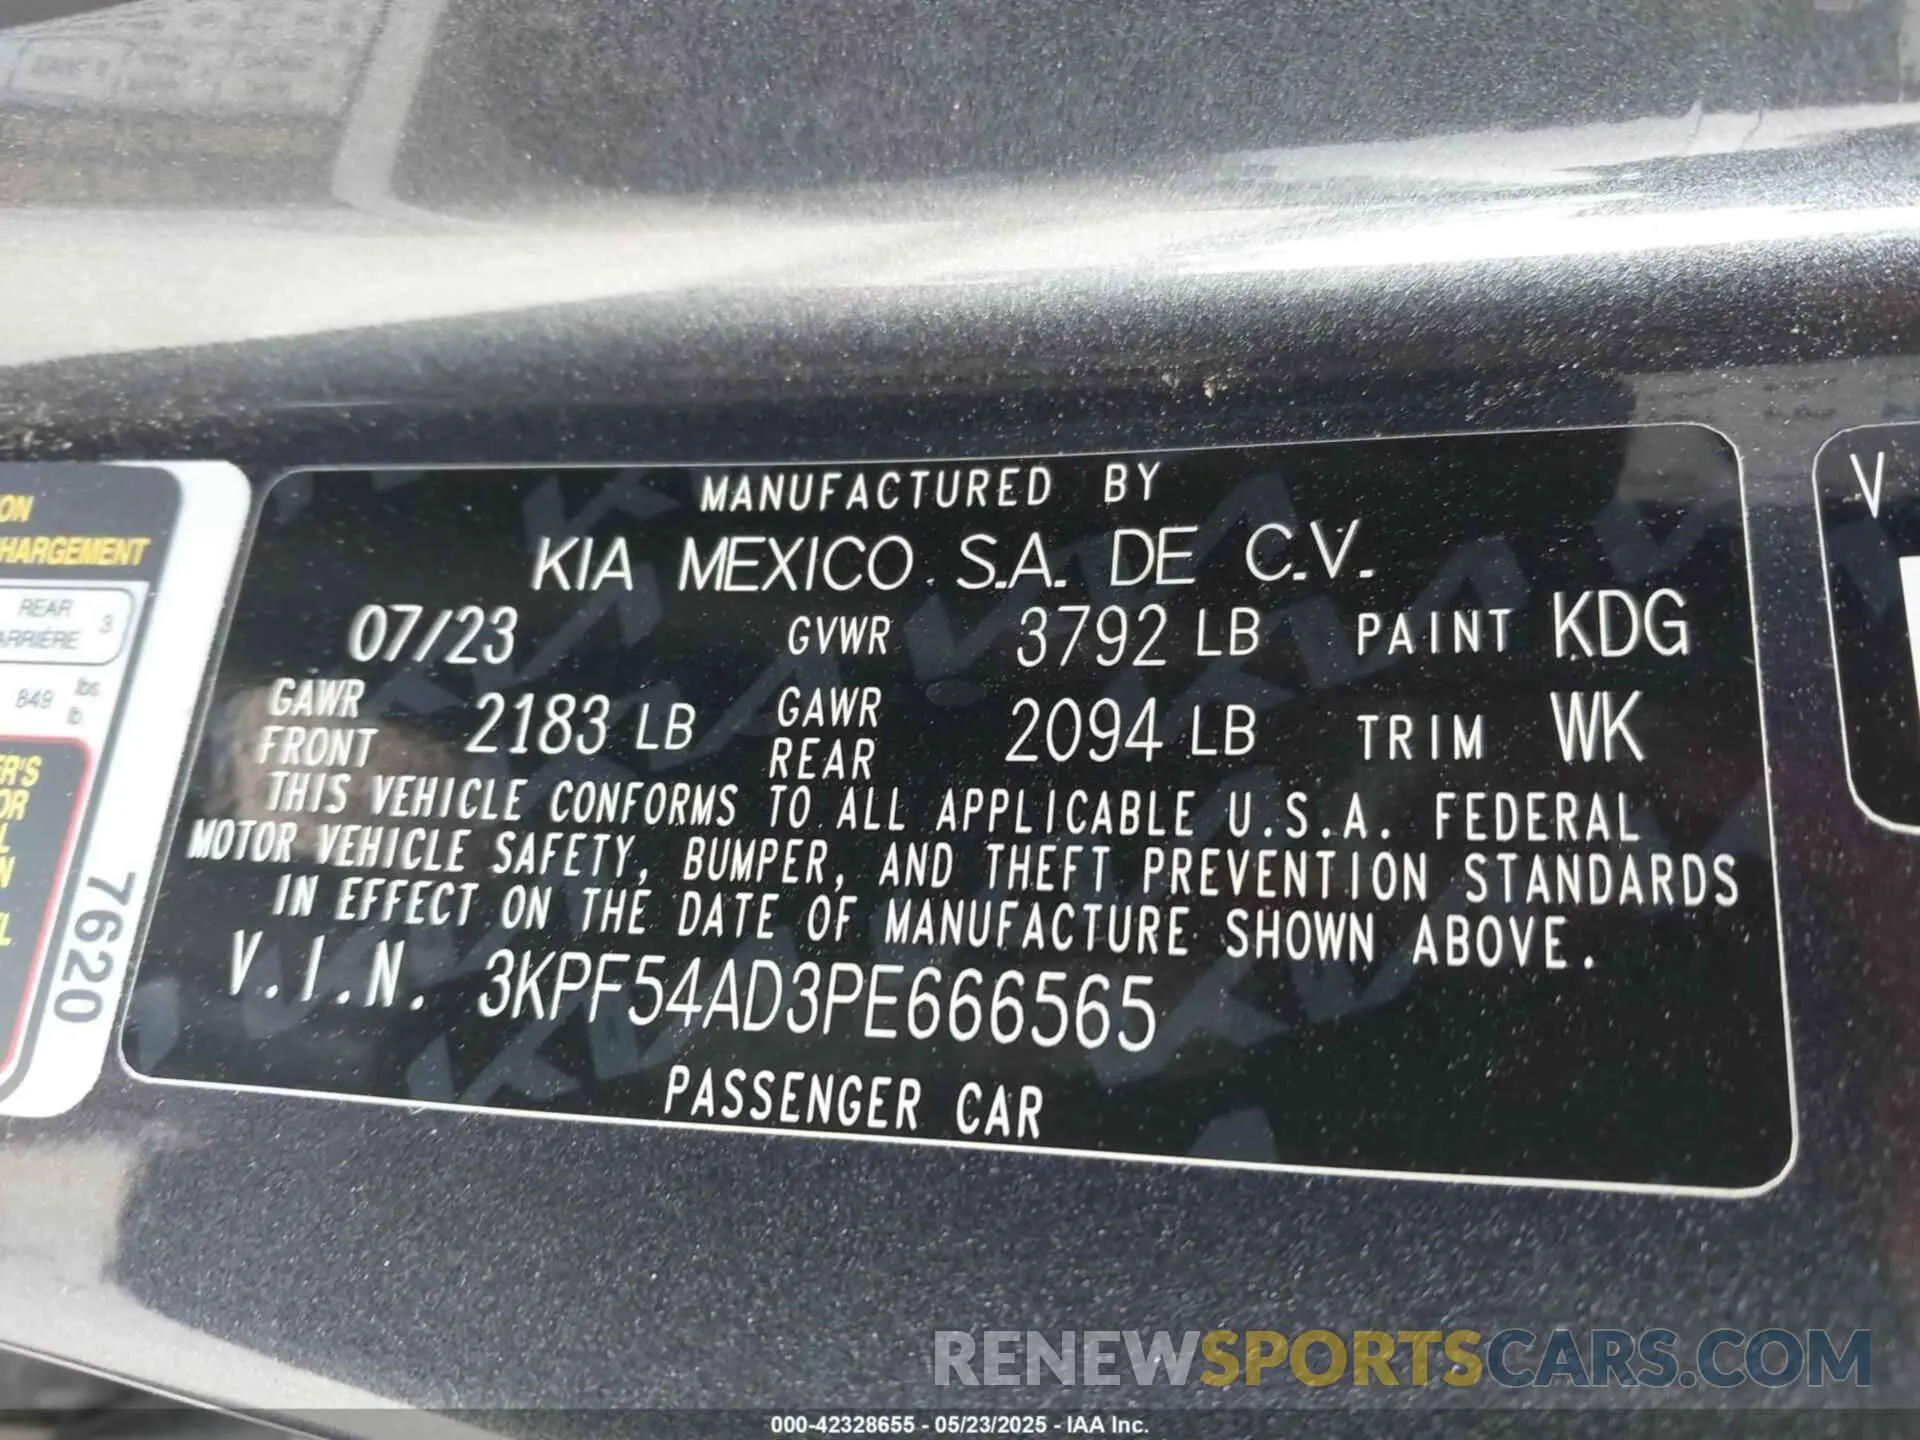 MANUFACTURED BY
KIA MEXICO S.A. DE C.V.
07/23 GVWR 3792 LB PAINT KDG
GAWR FRONT 2183 LB GAWR REAR 2094 LB TRIM WK
THIS VEHICLE CONFORMS TO ALL APPLICABLE U.S.A. FEDERAL
MOTOR VEHICLE SAFETY, BUMPER, AND THEFT PREVENTION STANDARDS
IN EFFECT ON THE DATE OF MANUFACTURE SHOWN ABOVE.
V.I.N. 3KPF54AD3PE666565
PASSENGER CAR
REAR 3
849 lbs.
lb.
7620
V
RENEWSPORTSCARS.COM
000-42328655 - 05/23/2025 - IAA Inc.